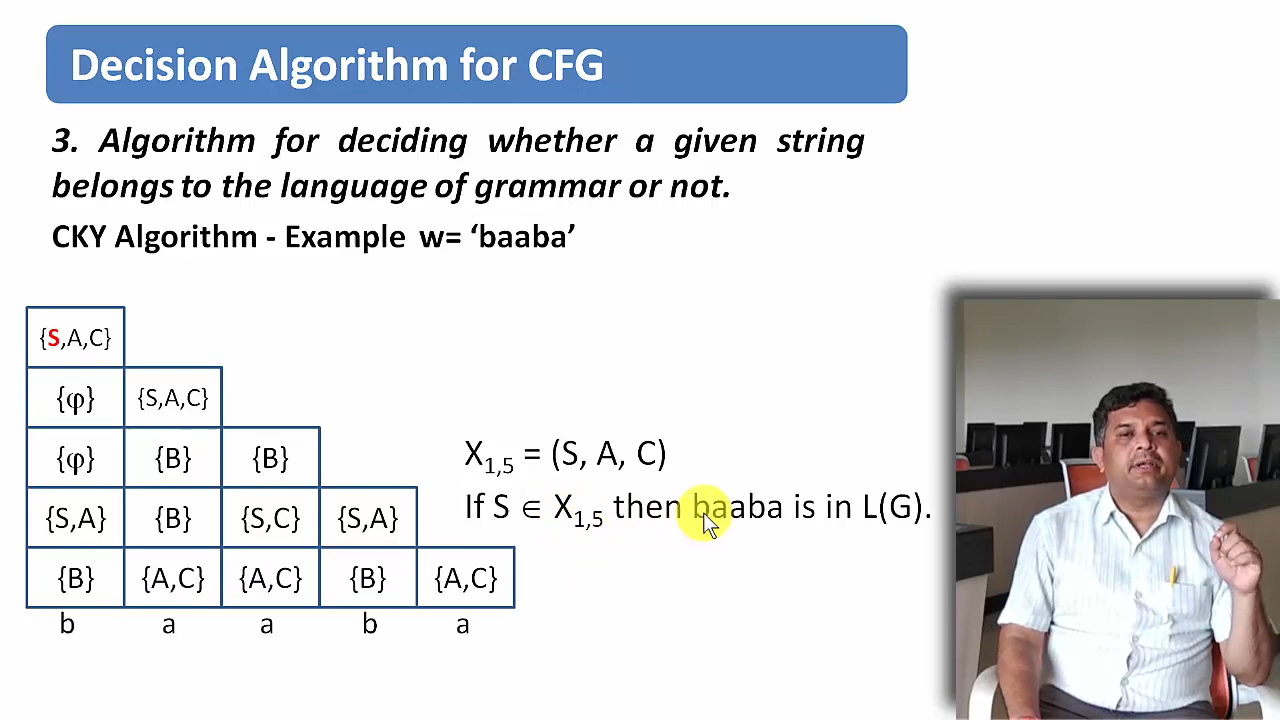 Decision Algorithm for CFG
3. Algorithm for deciding whether a given string
belongs to the language of grammar or not.
CKY Algorithm - Example w= ‘baaba’
{S,A,C}
{φ} {S,A,C}
{φ} {B} {B}
{S,A} {B} {S,C} {S,A}
{B} {A,C} {A,C} {B} {A,C}
b a a b a
X1,5 = (S, A, C)
If S ∈ X1,5 then baaba is in L(G).